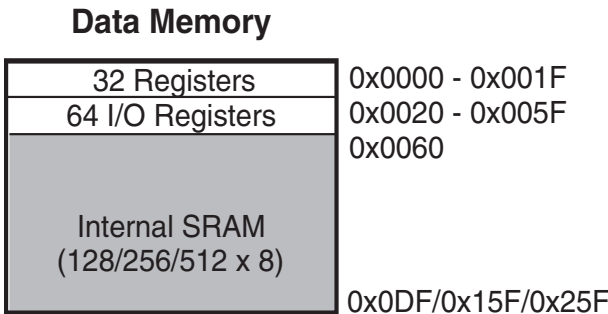 Data Memory
32 Registers 0x0000 - 0x001F
64 I/O Registers 0x0020 - 0x005F
0x0060
Internal SRAM
(128/256/512 x 8)
0x0DF/0x15F/0x25F